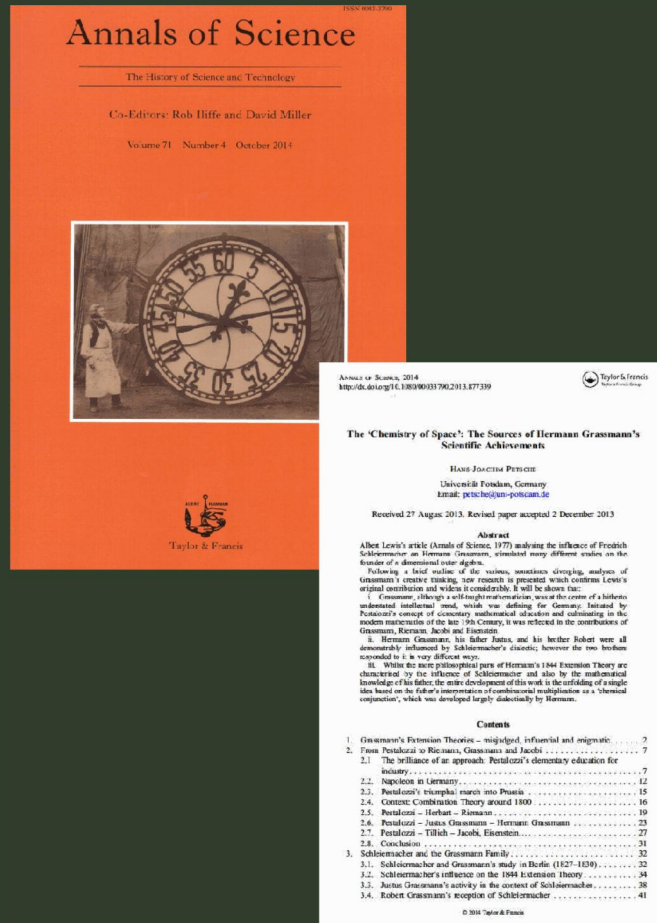 ISSN 0003-3790
Annals of Science
The History of Science and Technology
Co-Editors: Rob Iliffe and David Miller
Volume 71 Number 4 October 2014
60 5 10 15 20 25 30 35 40 45 50 55
Taylor & Francis
ANNALS OF SCIENCE, 2014
http://dx.doi.org/10.1080/00033790.2013.877339
Taylor & Francis
Taylor & Francis Group
The ‘Chemistry of Space’: The Sources of Hermann Grassmann’s
Scientific Achievements
HANS-JOACHIM PETSCHE
Universität Potsdam, Germany
Email: petsche@uni-potsdam.de
Received 27 August 2013. Revised paper accepted 2 December 2013
Abstract
Albert Lewis's article (Annals of Science, 1977) analysing the influence of Friedrich
Schleiermacher on Hermann Grassmann, stimulated many different studies on the
founder of n dimensional outer algebra.
Following a brief outline of the various, sometimes diverging, analyses of
Grassmann's creative thinking, new research is presented which confirms Lewis's
original contribution and widens it considerably. It will be shown that:
i. Grassmann, although a self-taught mathematician, was at the centre of a hitherto
understated intellectual trend, which was defining for Germany. Initiated by
Pestalozzi's concept of elementary mathematical education and culminating in the
modern mathematics of the late 19th Century, it was reflected in the contributions of
Grassmann, Riemann, Jacobi and Eisenstein.
ii. Hermann Grassmann, his father Justus, and his brother Robert were all
demonstrably influenced by Schleiermacher's dialectic; however the two brothers
responded to it in very different ways.
iii. Whilst the more philosophical parts of Hermann's 1844 Extension Theory are
characterised by the influence of Schleiermacher and also by the mathematical
knowledge of his father, the entire development of this work is the unfolding of a single
idea based on the father's interpretation of combinatorial multiplication as a 'chemical
conjunction', which was developed largely dialectically by Hermann.
Contents
1. Grassmann's Extension Theories – misjudged, influential and enigmatic . . . . . . . 2
2. From Pestalozzi to Riemann, Grassmann and Jacobi . . . . . . . . . . . . . . . . . . 7
2.1 The brilliance of an approach: Pestalozzi's elementary education for
industry . . . . . . . . . . . . . . . . . . . . . . . . . . . . . . . . . . 7
2.2. Napoleon in Germany . . . . . . . . . . . . . . . . . . . . . . . . . . . . 12
2.3. Pestalozzi's triumphal march into Prussia . . . . . . . . . . . . . . . . . . 15
2.4. Context: Combination Theory around 1800 . . . . . . . . . . . . . . . . . . 16
2.5. Pestalozzi – Herbart – Riemann . . . . . . . . . . . . . . . . . . . . . . . 19
2.6. Pestalozzi – Justus Grassmann – Hermann Grassmann . . . . . . . . . . . . 23
2.7. Pestalozzi – Tillich – Jacobi, Eisenstein . . . . . . . . . . . . . . . . . . . 27
2.8. Conclusion . . . . . . . . . . . . . . . . . . . . . . . . . . . . . . . . . 31
3. Schleiermacher and the Grassmann Family . . . . . . . . . . . . . . . . . . . . . 32
3.1. Schleiermacher and Grassmann's study in Berlin (1827–1830) . . . . . . . . 32
3.2. Schleiermacher's influence on the 1844 Extension Theory . . . . . . . . . . 34
3.3. Justus Grassmann's activity in the context of Schleiermacher . . . . . . . . 38
3.4. Robert Grassmann's reception of Schleiermacher . . . . . . . . . . . . . . 41
© 2014 Taylor & Francis